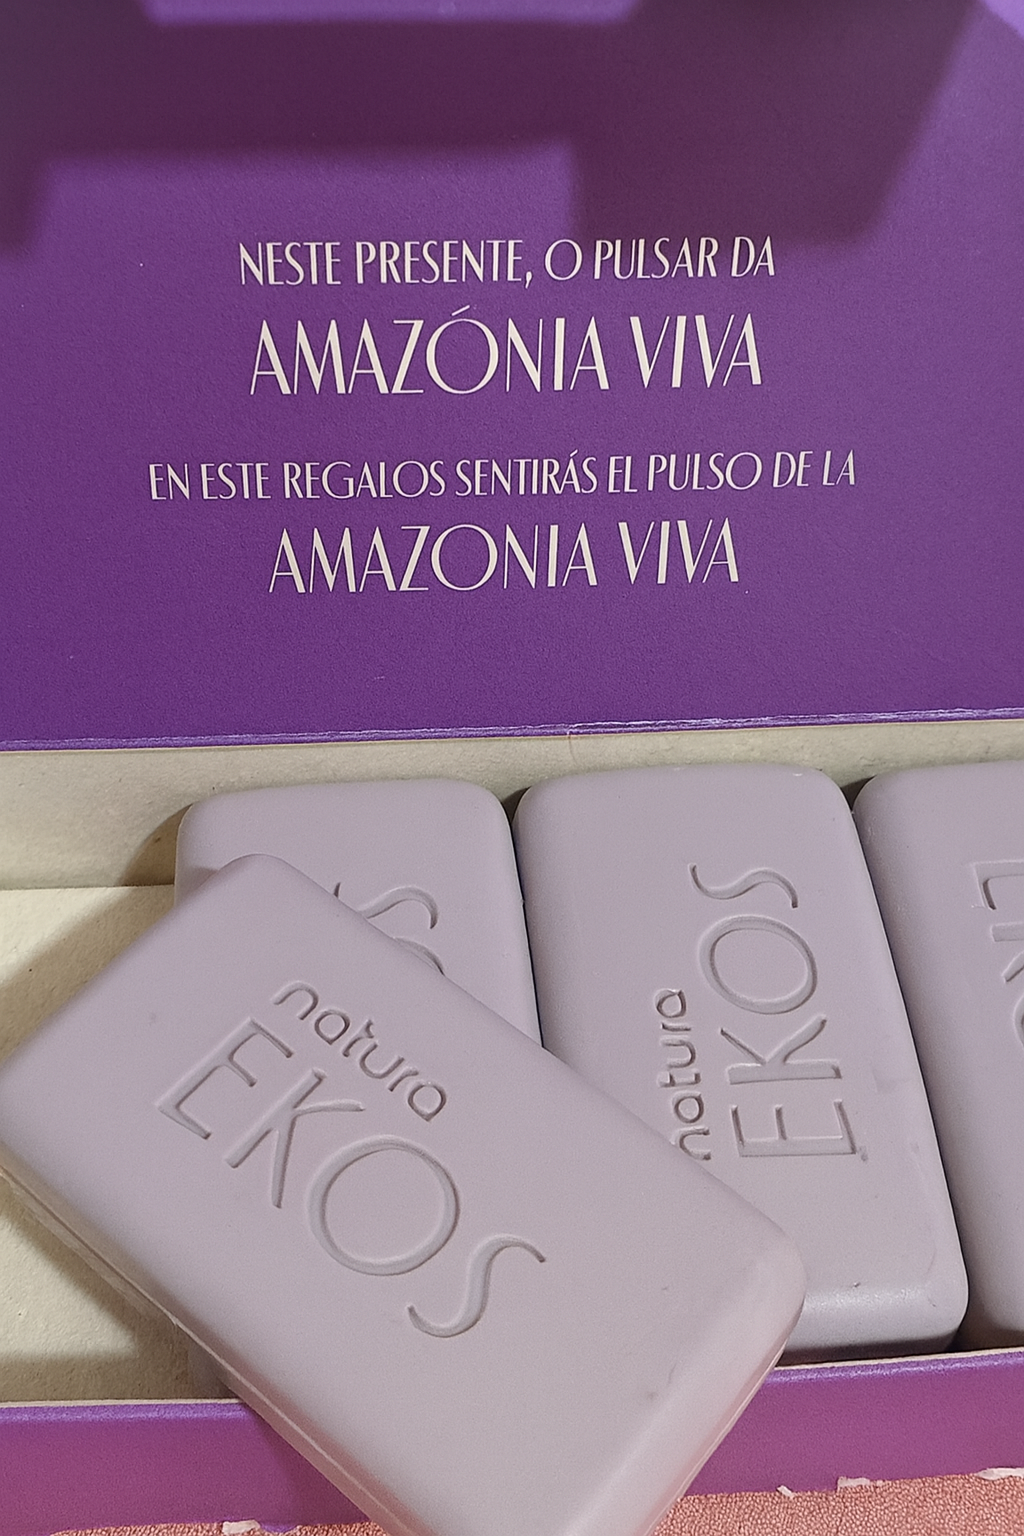 NESTE PRESENTE, O PULSAR DA
AMAZÓNIA VIVA
EN ESTE REGALOS SENTIRÁS EL PULSO DE LA
AMAZONIA VIVA
natura
EKOS
natura
EKOS